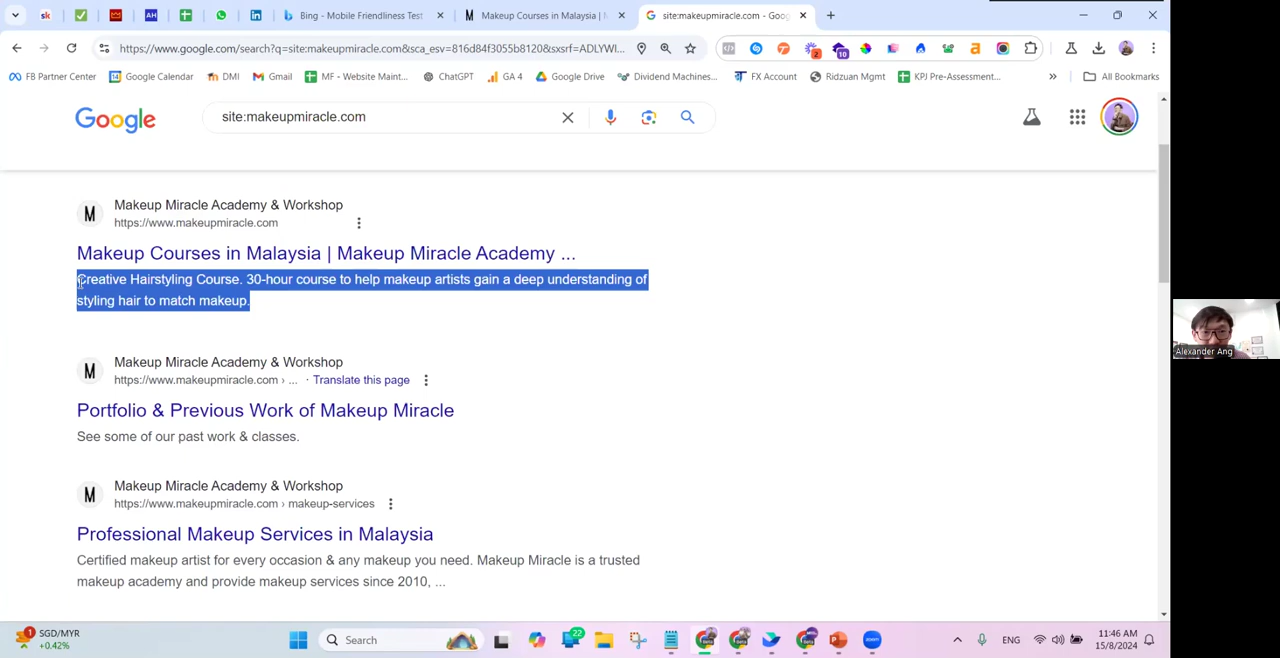 Bing - Mobile Friendliness Test
Makeup Courses in Malaysia |
site:makeupmiracle.com - Goog
https://www.google.com/search?q=site:makeupmiracle.com&sca_esv=816d84f3055b8120&sxsrf=ADLYWI...
2
10
FB Partner Center
Google Calendar
DMI
Gmail
MF - Website Maint...
ChatGPT
GA 4
Google Drive
Dividend Machines...
FX Account
Ridzuan Mgmt
KPJ Pre-Assessment...
»
All Bookmarks
Google
site:makeupmiracle.com
M
Makeup Miracle Academy & Workshop
https://www.makeupmiracle.com
Makeup Courses in Malaysia | Makeup Miracle Academy ...
Creative Hairstyling Course. 30-hour course to help makeup artists gain a deep understanding of
styling hair to match makeup.
M
Makeup Miracle Academy & Workshop
https://www.makeupmiracle.com › ... · Translate this page
Portfolio & Previous Work of Makeup Miracle
See some of our past work & classes.
M
Makeup Miracle Academy & Workshop
https://www.makeupmiracle.com › makeup-services
Professional Makeup Services in Malaysia
Certified makeup artist for every occasion & any makeup you need. Makeup Miracle is a trusted
makeup academy and provide makeup services since 2010, ...
Alexander Ang
1
SGD/MYR
+0.42%
Search
22
ENG
11:46 AM
15/8/2024